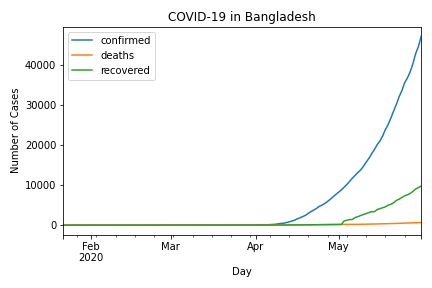 COVID-19 in Bangladesh
confirmed
deaths
recovered
Number of Cases
40000
30000
20000
10000
0
Feb
2020
Mar
Apr
May
Day